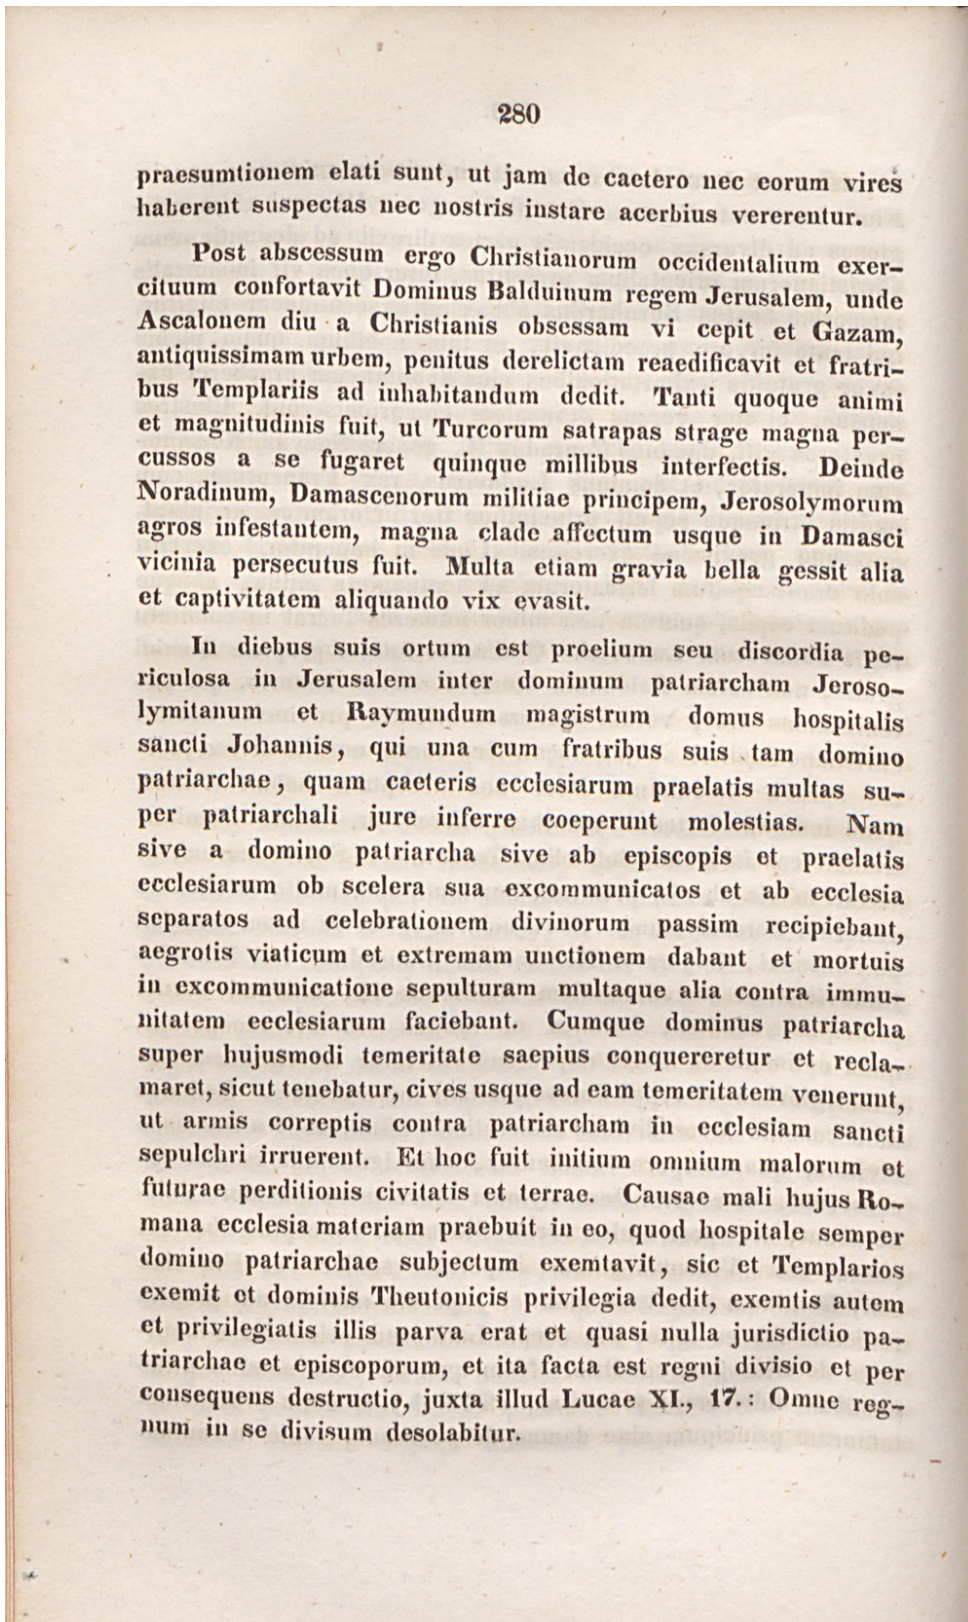 280
praesumtionem elati sunt, ut jam de caetero nec eorum vires
haberent suspectas nec nostris instare acerbius vererentur.
Post abscessum ergo Christianorum occidentalium exer-
cituum confortavit Dominus Balduinum regem Jerusalem, unde
Ascalonem diu a Christianis obsessam vi cepit et Gazam,
antiquissimam urbem, penitus derelictam reaedificavit et fratri-
bus Templariis ad inhabitandum dedit. Tanti quoque animi
et magnitudinis fuit, ut Turcorum satrapas strage magna per-
cussos a se fugaret quinque millibus interfectis. Deinde
Noradinum, Damascenorum militiae principem, Jerosolymorum
agros infestantem, magna clade affectum usque in Damasci
vicinia persecutus fuit. Multa etiam gravia bella gessit alia
et captivitatem aliquando vix evasit.
In diebus suis ortum est proelium seu discordia pe-
riculosa in Jerusalem inter dominum patriarcham Jeroso-
lymitanum et Raymundum magistrum domus hospitalis
sancti Johannis, qui una cum fratribus suis tam domino
patriarchae, quam caeteris ecclesiarum praelatis multas su-
per patriarchali jure inferre coeperunt molestias. Nam
sive a domino patriarcha sive ab episcopis et praelatis
ecclesiarum ob scelera sua excommunicatos et ab ecclesia
separatos ad celebrationem divinorum passim recipiebant,
aegrotis viaticum et extremam unctionem dabant et mortuis
in excommunicatione sepulturam multaque alia contra immu-
nitatem ecclesiarum faciebant. Cumque dominus patriarcha
super hujusmodi temeritate saepius conquereretur et recla-
maret, sicut tenebatur, cives usque ad eam temeritatem venerunt,
ut armis correptis contra patriarcham in ecclesiam sancti
sepulchri irruerent. Et hoc fuit initium omnium malorum et
futurae perditionis civitatis et terrae. Causae mali hujus Ro-
mana ecclesia materiam praebuit in eo, quod hospitale semper
domino patriarchae subjectum exemtavit, sic et Templarios
exemit et dominis Theutonicis privilegia dedit, exemtis autem
et privilegiatis illis parva erat et quasi nulla jurisdictio pa-
triarchae et episcoporum, et ita facta est regni divisio et per
consequens destructio, juxta illud Lucae XI., 17.: Omne reg-
num in se divisum desolabitur.